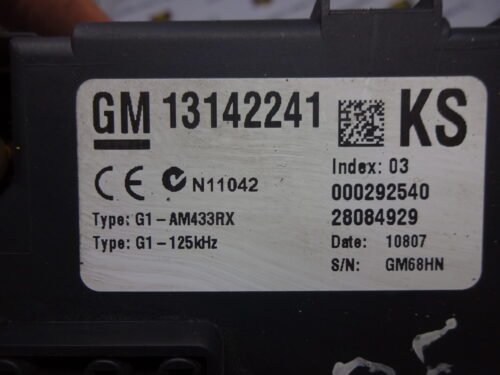 GM 13142241 KS
Index: 03
CE N11042
000292540
Type: G1-AM433RX
28084929
Type: G1-125kHz
Date: 10807
S/N: GM68HN